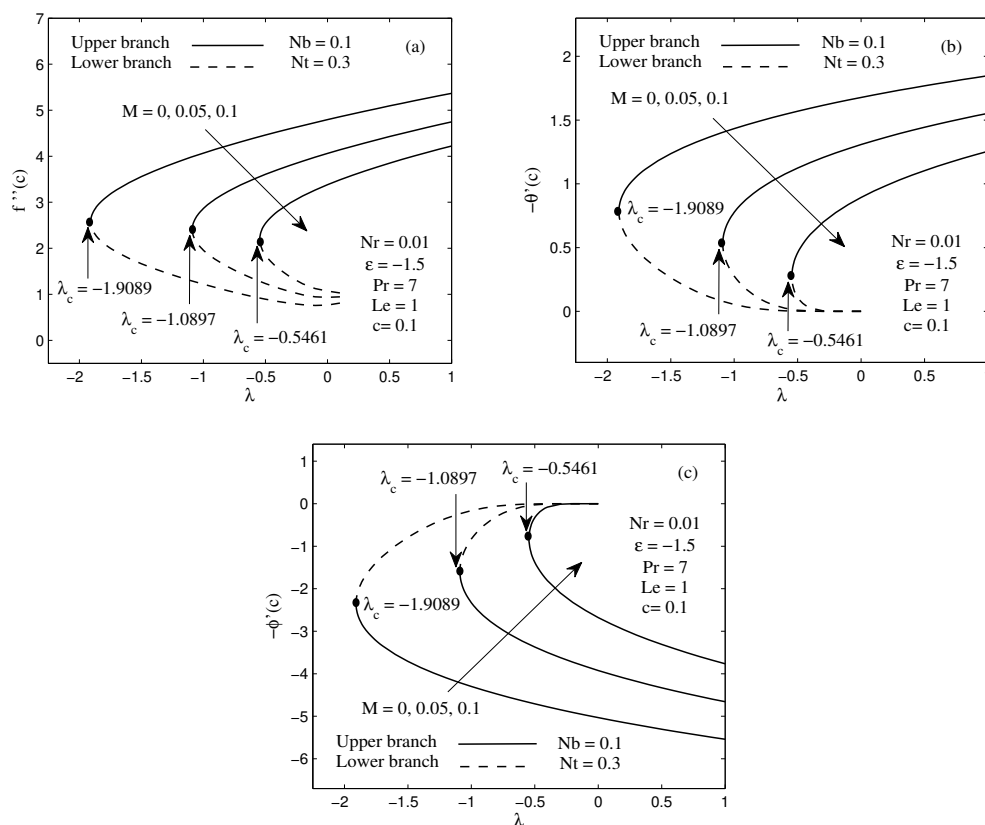 7
6
5
4
3
2
1
0
f''(c)
Upper branch Nb = 0.1 (a)
Lower branch Nt = 0.3
M = 0, 0.05, 0.1
Nr = 0.01
ε = −1.5
Pr = 7
Le = 1
c= 0.1
λc = −1.9089
λc = −1.0897
λc = −0.5461
−2 −1.5 −1 −0.5 0 0.5 1
λ
2
1.5
1
0.5
0
−θ'(c)
Upper branch Nb = 0.1 (b)
Lower branch Nt = 0.3
M = 0, 0.05, 0.1
λc = −1.9089
Nr = 0.01
ε = −1.5
Pr = 7
Le = 1
c= 0.1
λc = −1.0897
λc = −0.5461
−2 −1.5 −1 −0.5 0 0.5
λ
1
0
−1
−2
−3
−4
−5
−6
−ϕ'(c)
(c)
λc = −0.5461
λc = −1.0897
Nr = 0.01
ε = −1.5
Pr = 7
Le = 1
c= 0.1
λc = −1.9089
M = 0, 0.05, 0.1
Upper branch Nb = 0.1
Lower branch Nt = 0.3
−2 −1.5 −1 −0.5 0 0.5 1
λ